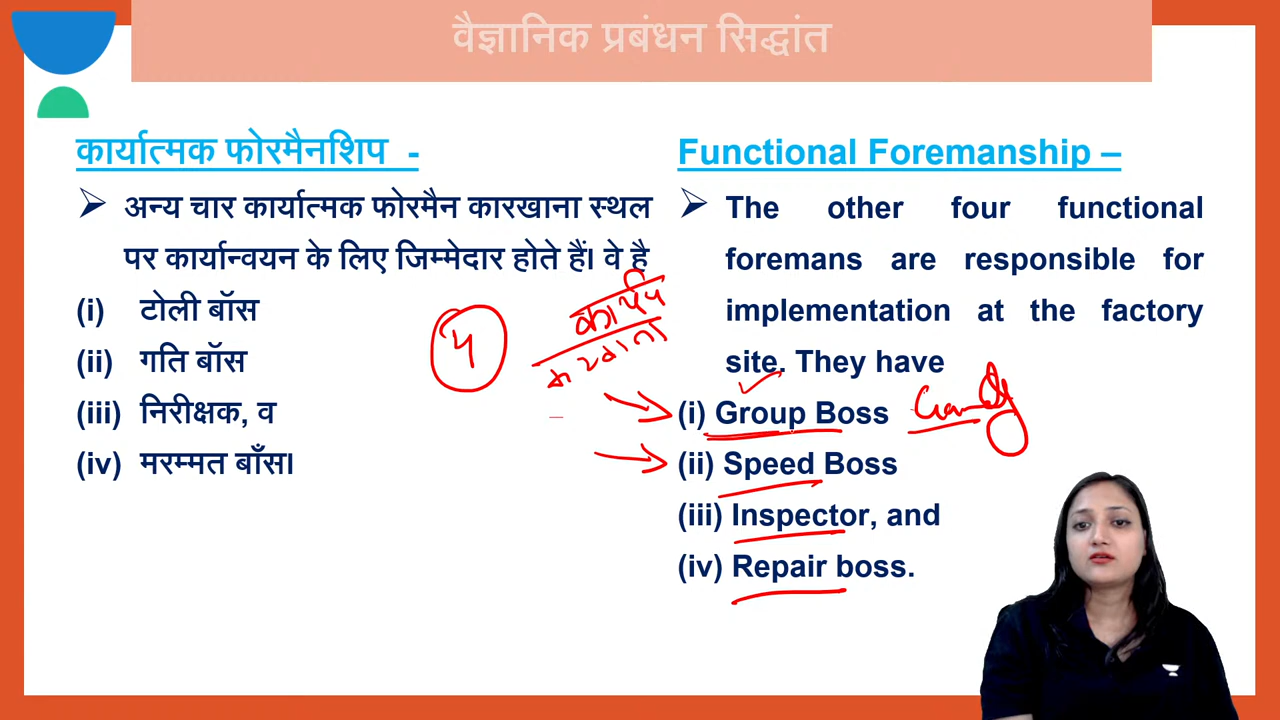 वैज्ञानिक प्रबंधन सिद्धांत
कार्यात्मक फोरमैनशिप -
अन्य चार कार्यात्मक फोरमैन कारखाना स्थल
पर कार्यान्वयन के लिए जिम्मेदार होते हैं। वे है
(i) टोली बॉस
(ii) गति बॉस
(iii) निरीक्षक, व
(iv) मरम्मत बाँस।
Functional Foremanship –
The other four functional
foremans are responsible for
implementation at the factory
site. They have
(i) Group Boss
(ii) Speed Boss
(iii) Inspector, and
(iv) Repair boss.